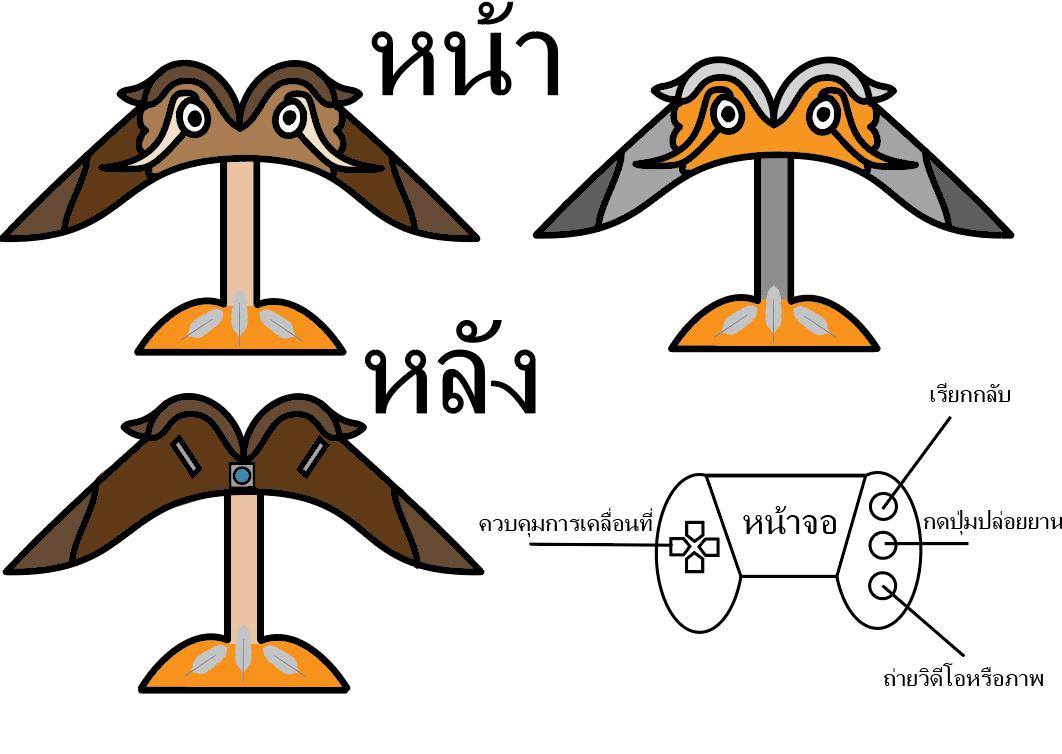 หน้า
หลัง
เรียกกลับ
ควบคุมการเคลื่อนที่
หน้าจอ
กดปุ่มปล่อยยาน
ถ่ายวิดีโอหรือภาพ